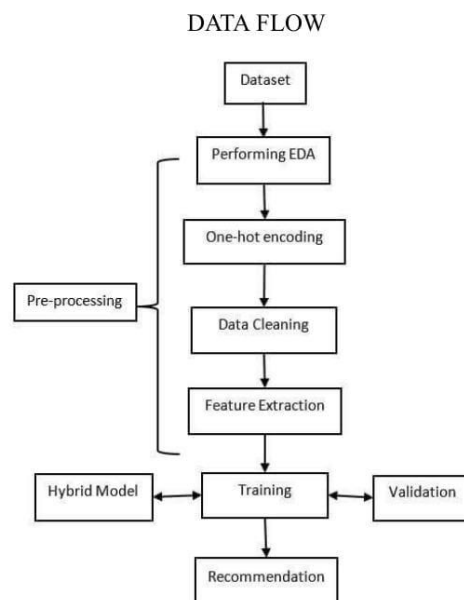 DATA FLOW
Dataset
Performing EDA
One-hot encoding
Pre-processing
Data Cleaning
Feature Extraction
Hybrid Model
Training
Validation
Recommendation